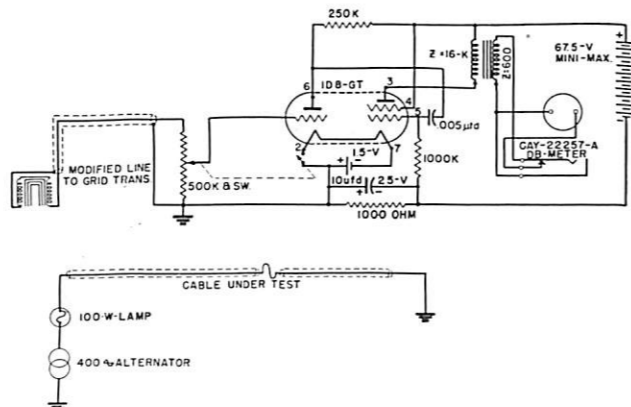 250K
Z=16-K
Z=600
+
67.5-V
MINI-MAX.
6
1D8-GT
3
4
5
.005µfd
CAY-22257-A
DB-METER
2
7
1.5-V
+ -
MODIFIED LINE
TO GRID TRANS.
500K & SW.
10ufd
25-V
+ -
1000K
1000 OHM
CABLE UNDER TEST
100-W-LAMP
400∿ALTERNATOR